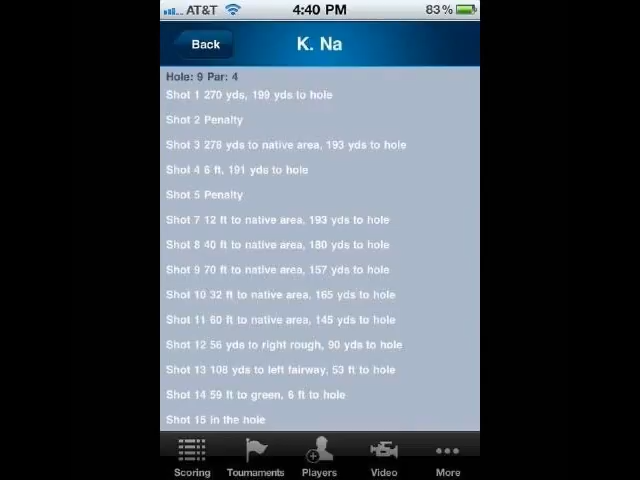 AT&T 4:40 PM 83%
Back K. Na
Hole: 9 Par: 4
Shot 1 270 yds, 199 yds to hole
Shot 2 Penalty
Shot 3 278 yds to native area, 193 yds to hole
Shot 4 6 ft, 191 yds to hole
Shot 5 Penalty
Shot 7 12 ft to native area, 193 yds to hole
Shot 8 40 ft to native area, 180 yds to hole
Shot 9 70 ft to native area, 157 yds to hole
Shot 10 32 ft to native area, 165 yds to hole
Shot 11 60 ft to native area, 145 yds to hole
Shot 12 56 yds to right rough, 90 yds to hole
Shot 13 108 yds to left fairway, 53 ft to hole
Shot 14 59 ft to green, 6 ft to hole
Shot 15 in the hole
Scoring Tournaments Players Video More